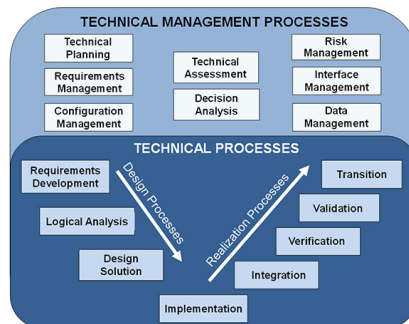 TECHNICAL MANAGEMENT PROCESSES
Technical
Planning
Requirements
Management
Configuration
Management
Technical
Assessment
Decision
Analysis
Risk
Management
Interface
Management
Data
Management
TECHNICAL PROCESSES
Requirements
Development
Logical Analysis
Design
Solution
Design Processes
Implementation
Realization Processes
Transition
Validation
Verification
Integration